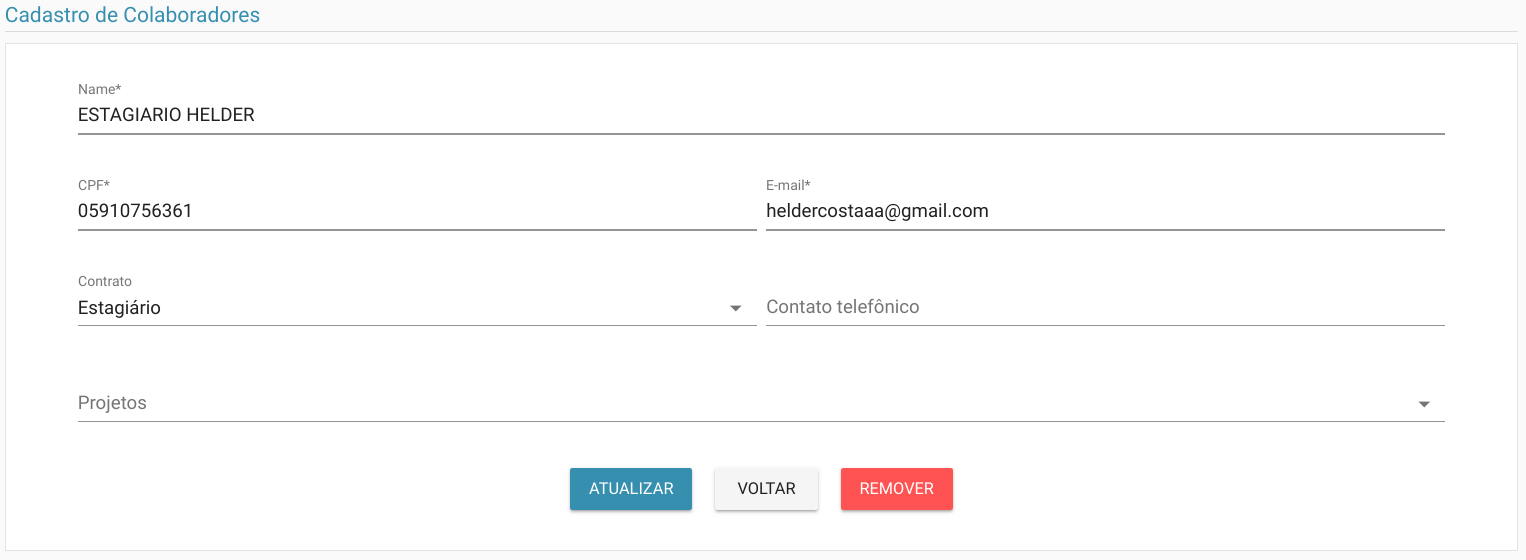 Cadastro de Colaboradores
Name*
ESTAGIARIO HELDER
CPF*
05910756361
E-mail*
heldercostaaa@gmail.com
Contrato
Estagiário
Contato telefônico
Projetos
ATUALIZAR
VOLTAR
REMOVER